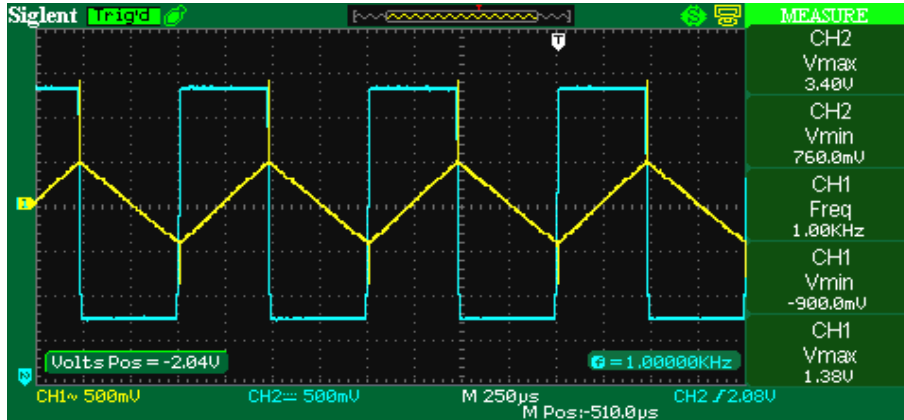 Siglent Trig'd T S MEASURE
CH2
Vmax
3.40V
CH2
Vmin
760.0mV
CH1
Freq
1.00KHz
CH1
Vmin
-900.0mV
CH1
Vmax
1.38V
T
1
2
Volts Pos = -2.04V
f = 1.00000KHz
CH1~ 500mV CH2⎓ 500mV M 250µs CH2 / 2.08V
M Pos:-510.0µs